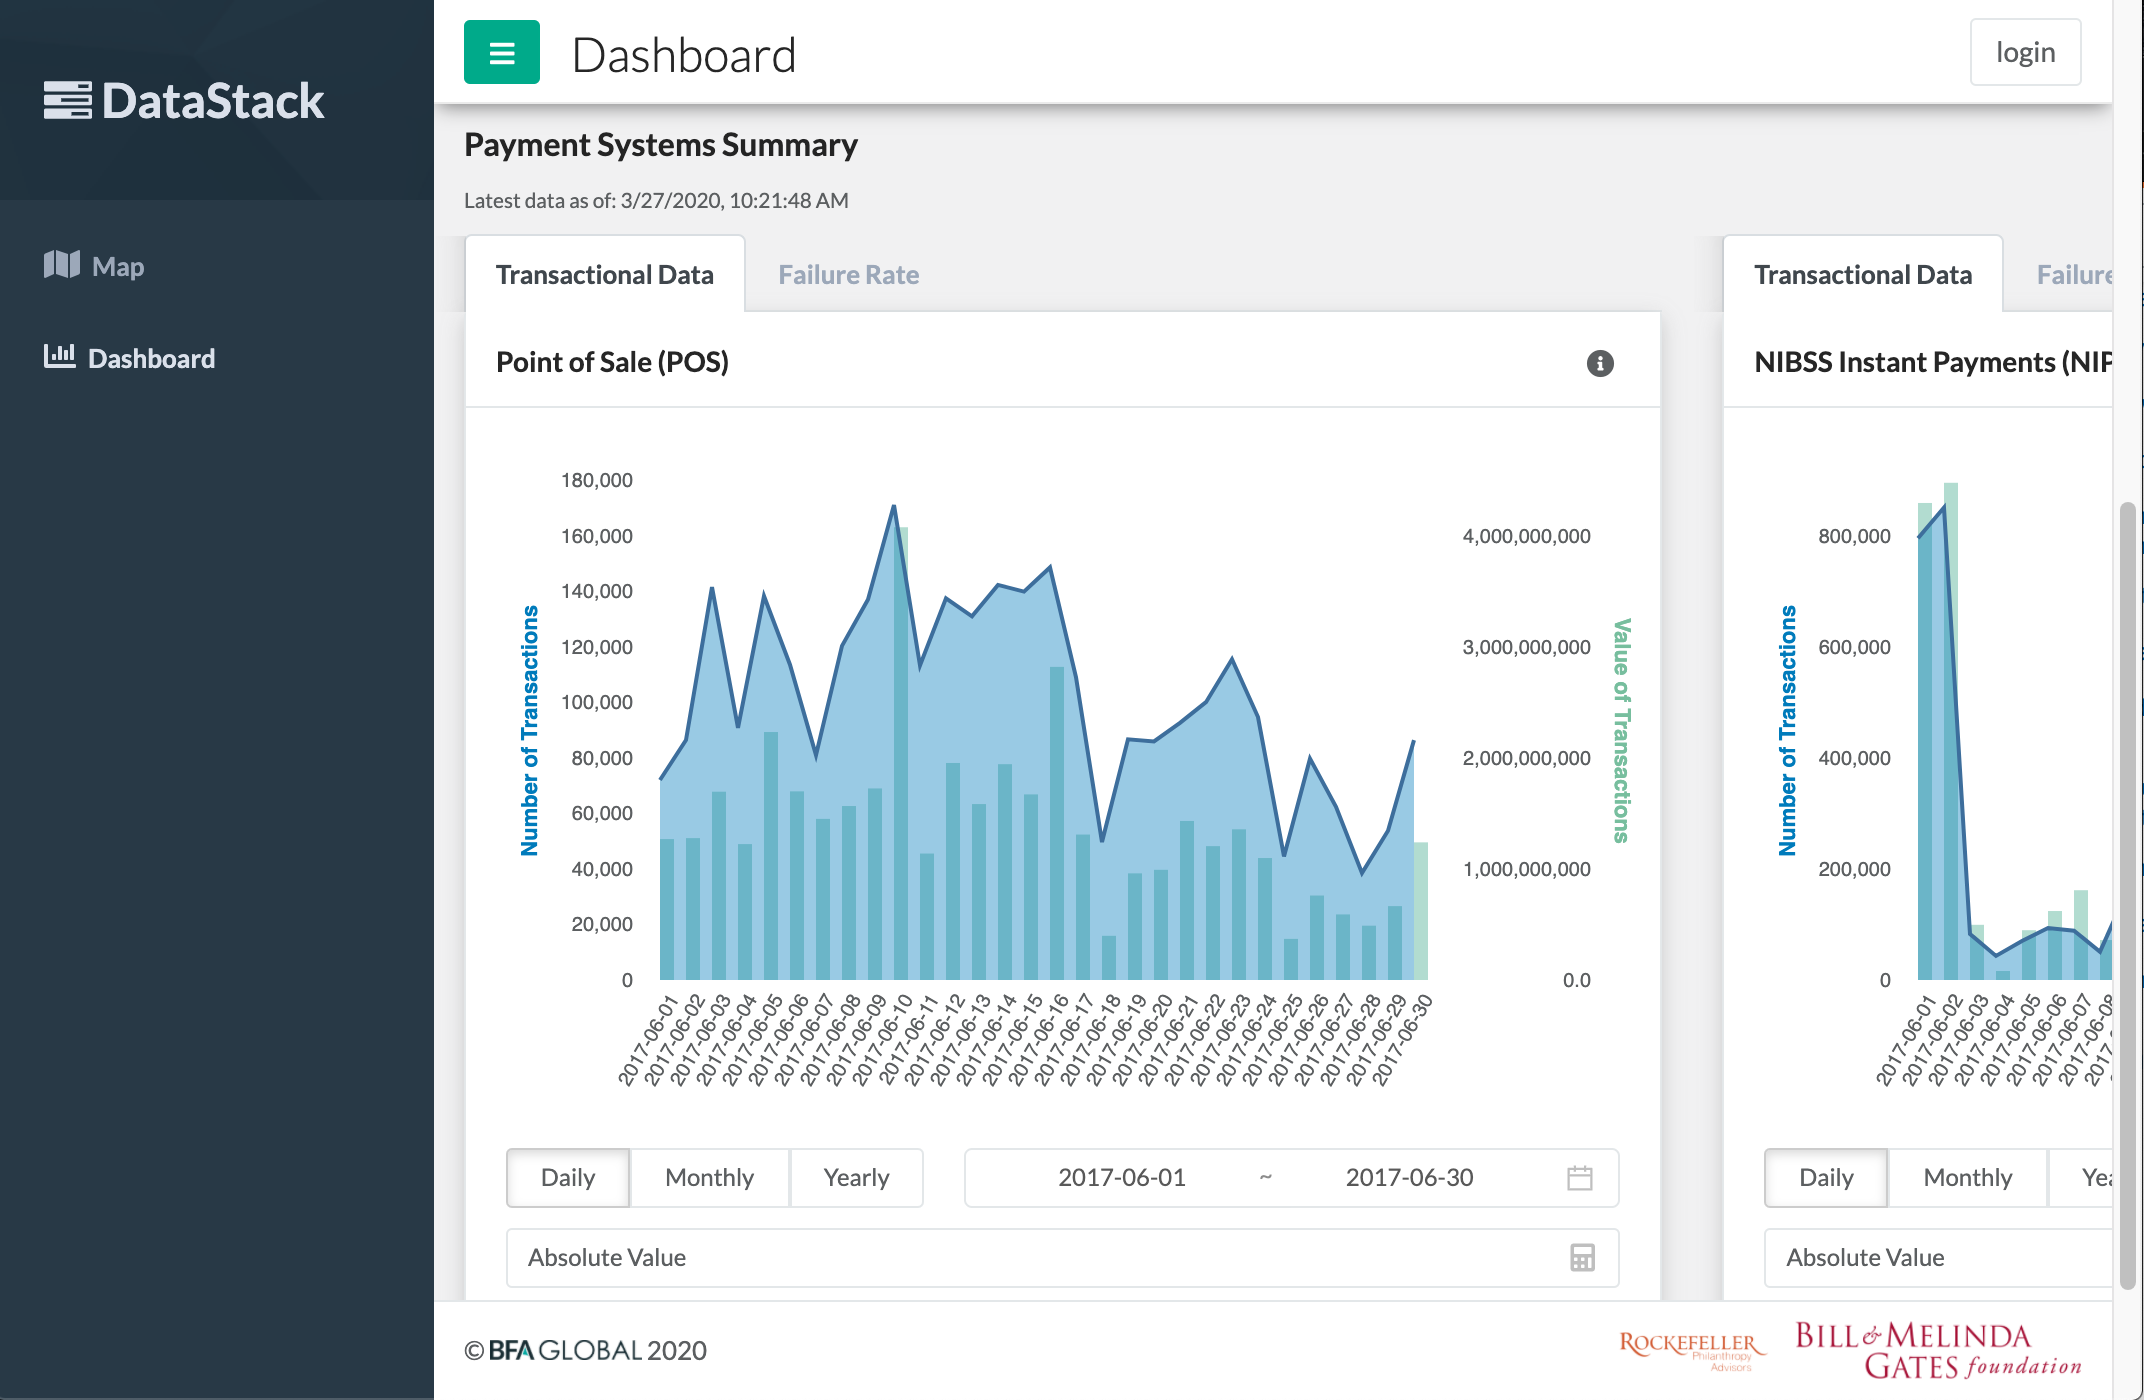 DataStack
Map
Dashboard
Dashboard
login
Payment Systems Summary
Latest data as of: 3/27/2020, 10:21:48 AM
Transactional Data
Failure Rate
Point of Sale (POS)
180,000
160,000
140,000
120,000
100,000
80,000
60,000
40,000
20,000
0
Number of Transactions
4,000,000,000
3,000,000,000
2,000,000,000
1,000,000,000
0.0
Value of Transactions
2017-06-01
2017-06-02
2017-06-03
2017-06-04
2017-06-05
2017-06-06
2017-06-07
2017-06-08
2017-06-09
2017-06-10
2017-06-11
2017-06-12
2017-06-13
2017-06-14
2017-06-15
2017-06-16
2017-06-17
2017-06-18
2017-06-19
2017-06-20
2017-06-21
2017-06-22
2017-06-23
2017-06-24
2017-06-25
2017-06-26
2017-06-27
2017-06-28
2017-06-29
2017-06-30
Daily
Monthly
Yearly
2017-06-01 ~ 2017-06-30
Absolute Value
Transactional Data
Failure
NIBSS Instant Payments (NIP
800,000
600,000
400,000
200,000
0
Number of Transactions
2017-06-01
2017-06-02
2017-06-03
2017-06-04
2017-06-05
2017-06-06
2017-06-07
2017-06-08
2017-
Daily
Monthly
Yea
Absolute Value
© BFA GLOBAL 2020
ROCKEFELLER
Philanthropy
Advisors
BILL & MELINDA
GATES foundation